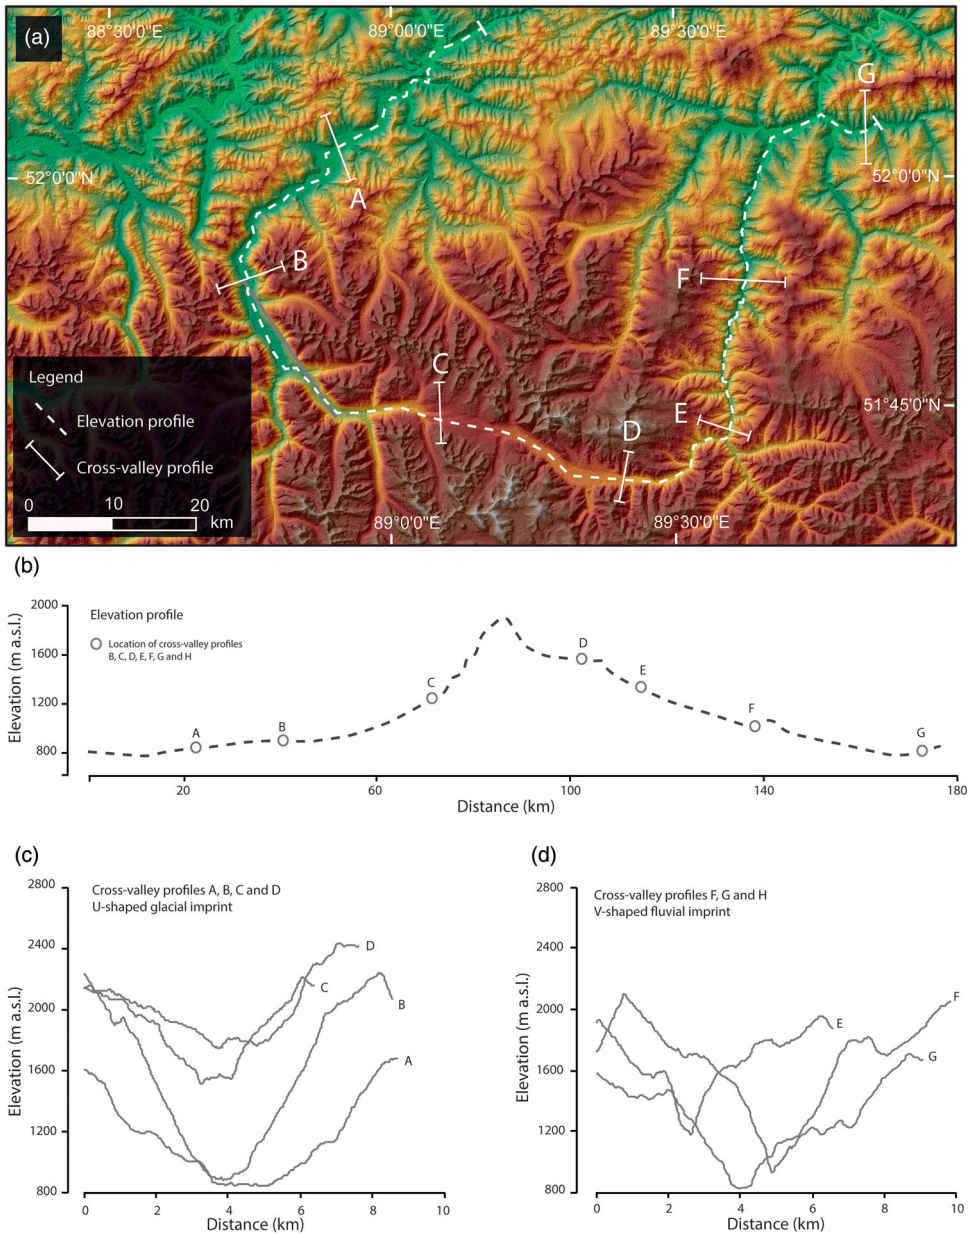 (a)
88°30'0"E
89°00'0"E
89°30'0"E
G
52°0'0"N
A
52°0'0"N
B
F
C
Legend
Elevation profile
Cross-valley profile
0 10 20
km
51°45'0"N
E
D
89°0'0"E
89°30'0"E
(b)
Elevation (m a.s.l.)
2000
1600
1200
800
Elevation profile
Location of cross-valley profiles
B, C, D, E, F, G and H
A
B
C
D
E
F
G
20 60 100 140 180
Distance (km)
(c)
Elevation (m a.s.l.)
2800
2400
2000
1600
1200
800
Cross-valley profiles A, B, C and D
U-shaped glacial imprint
D
C
B
A
0 2 4 6 8 10
Distance (km)
(d)
Elevation (m a.s.l.)
2800
2400
2000
1600
1200
800
Cross-valley profiles F, G and H
V-shaped fluvial imprint
F
E
G
0 2 4 6 8 10
Distance (km)